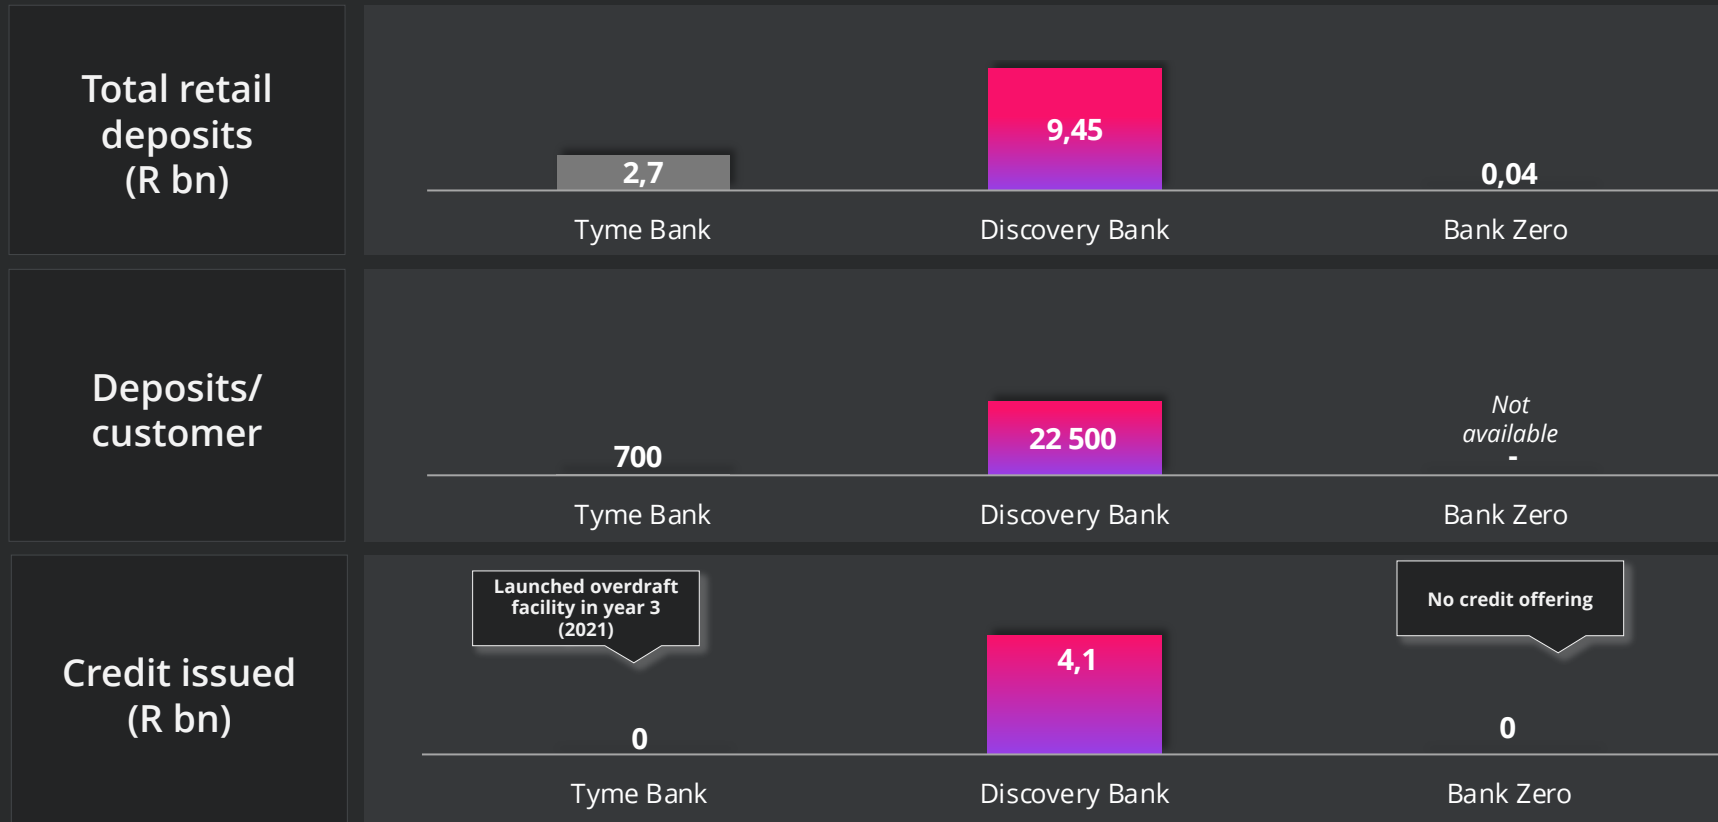 Total retail
deposits
(R bn)
2,7
9,45
0,04
Tyme Bank
Discovery Bank
Bank Zero
Deposits/
customer
700
22 500
Not
available
-
Tyme Bank
Discovery Bank
Bank Zero
Credit issued
(R bn)
Launched overdraft
facility in year 3
(2021)
No credit offering
0
4,1
0
Tyme Bank
Discovery Bank
Bank Zero